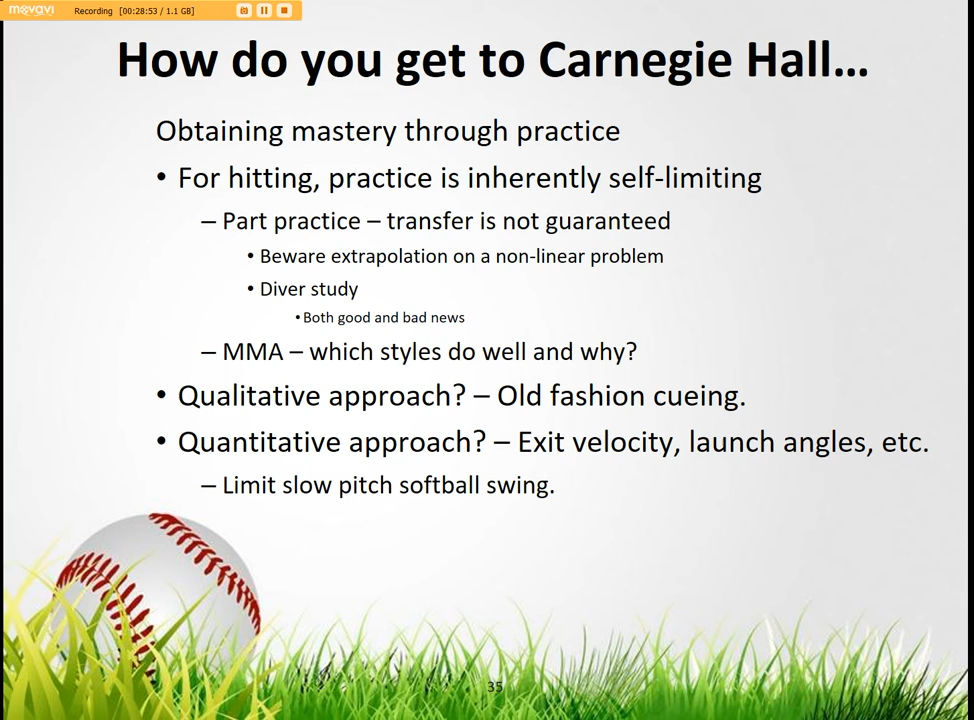 movavi Recording [00:28:53 / 1.1 GB]
How do you get to Carnegie Hall…
Obtaining mastery through practice
• For hitting, practice is inherently self-limiting
– Part practice – transfer is not guaranteed
• Beware extrapolation on a non-linear problem
• Diver study
• Both good and bad news
– MMA – which styles do well and why?
• Qualitative approach? – Old fashion cueing.
• Quantitative approach? – Exit velocity, launch angles, etc.
– Limit slow pitch softball swing.
35